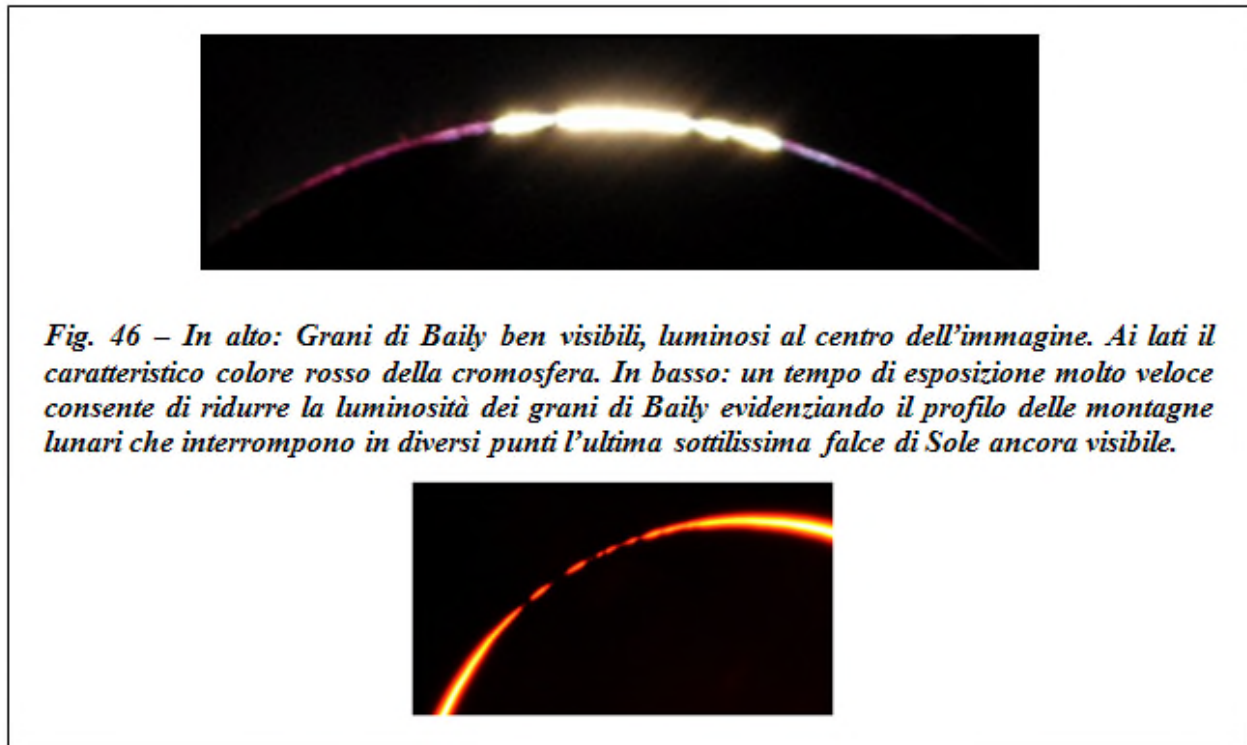 Fig. 46 – In alto: Grani di Baily ben visibili, luminosi al centro dell’immagine. Ai lati il
caratteristico colore rosso della cromosfera. In basso: un tempo di esposizione molto veloce
consente di ridurre la luminosità dei grani di Baily evidenziando il profilo delle montagne
lunari che interrompono in diversi punti l’ultima sottilissima falce di Sole ancora visibile.